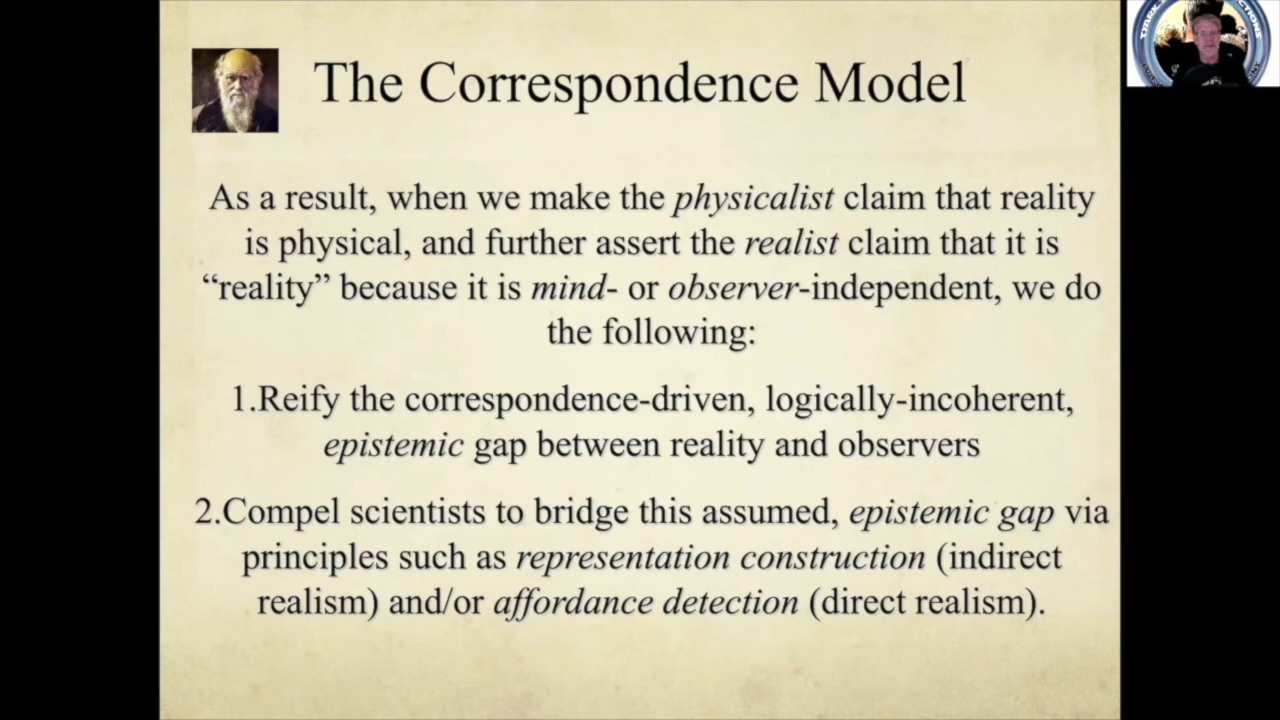 The Correspondence Model
As a result, when we make the physicalist claim that reality
is physical, and further assert the realist claim that it is
“reality” because it is mind- or observer-independent, we do
the following:
1.Reify the correspondence-driven, logically-incoherent,
epistemic gap between reality and observers
2.Compel scientists to bridge this assumed, epistemic gap via
principles such as representation construction (indirect
realism) and/or affordance detection (direct realism).